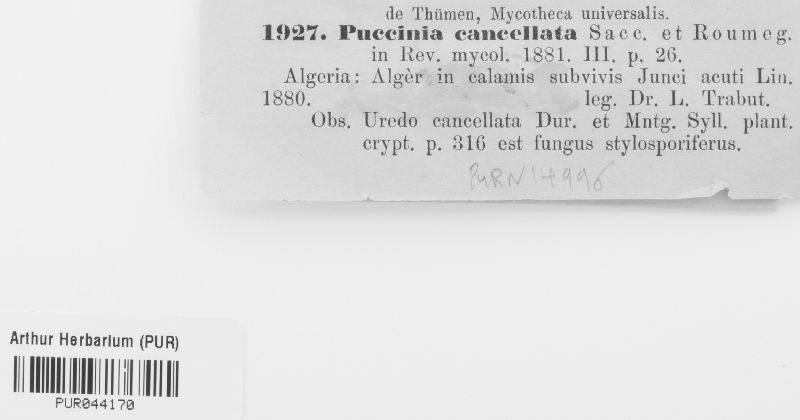 de Thümen, Mycotheca universalis.
1927. Puccinia cancellata Sacc. et Roumeg.
in Rev. mycol. 1881. III. p. 26.
Algeria: Algèr in calamis subvivis Junci acuti Lin.
1880. leg. Dr. L. Trabut.
Obs. Uredo cancellata Dur. et Mntg. Syll. plant.
crypt. p. 316 est fungus stylosporiferus.
PURN14996
Arthur Herbarium (PUR)
PUR044170